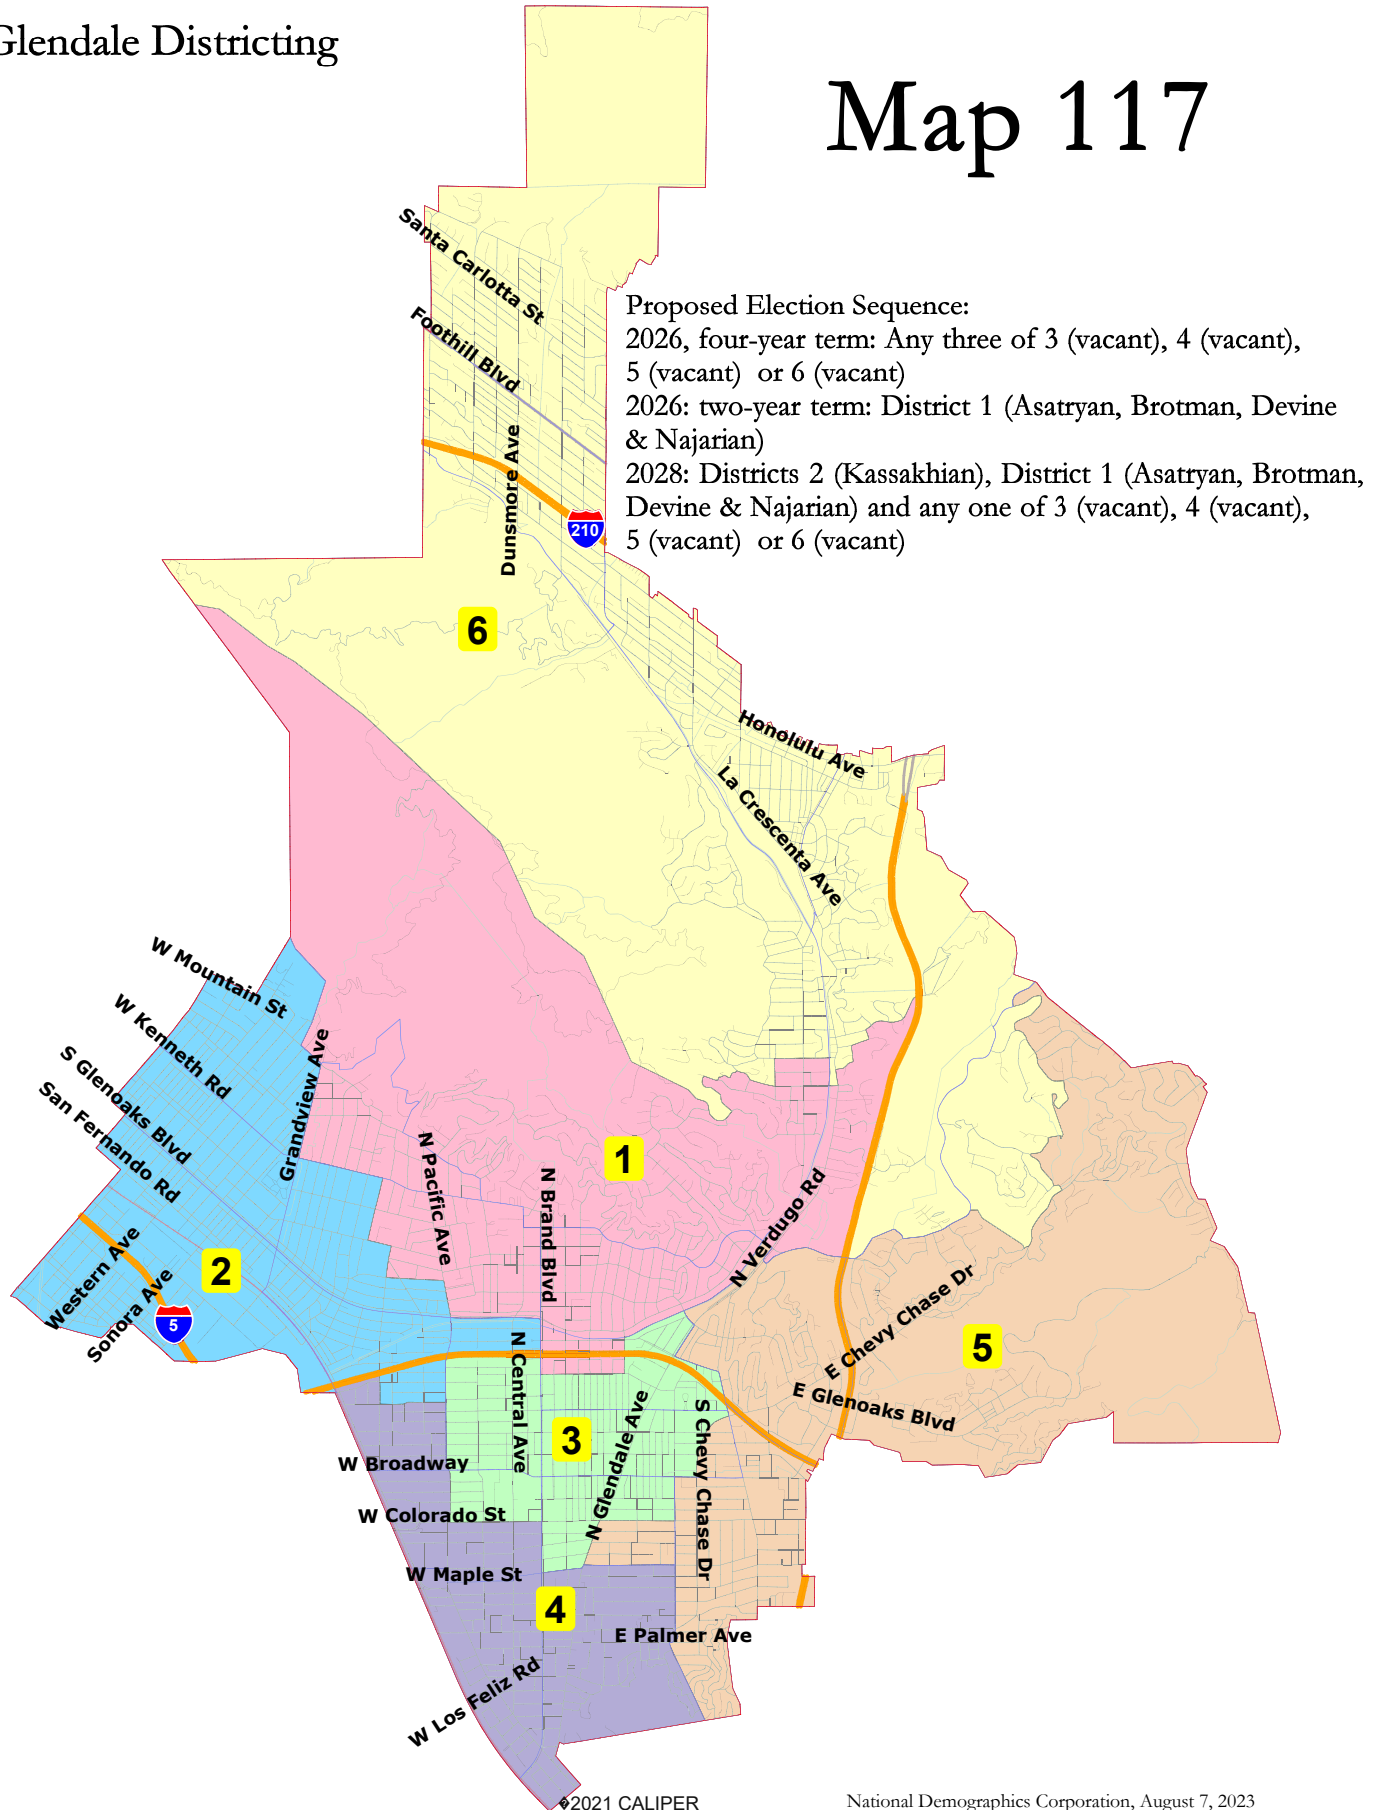 Glendale Districting
Map 117
Santa Carlotta St
Foothill Blvd
Proposed Election Sequence:
2026, four-year term: Any three of 3 (vacant), 4 (vacant),
5 (vacant)  or 6 (vacant)
2026: two-year term: District 1 (Asatryan, Brotman, Devine
& Najarian)
2028: Districts 2 (Kassakhian), District 1 (Asatryan, Brotman,
Devine & Najarian) and any one of 3 (vacant), 4 (vacant),
5 (vacant)  or 6 (vacant)
Dunsmore Ave
210
6
Honolulu Ave
La Crescenta Ave
W Mountain St
W Kenneth Rd
S Glenoaks Blvd
San Fernando Rd
Grandview Ave
N Pacific Ave
1
N Brand Blvd
N Verdugo Rd
Western Ave
Sonora Ave
2
5
N Central Ave
E Chevy Chase Dr
5
E Glenoaks Blvd
3
N Glendale Ave
S Chevy Chase Dr
W Broadway
W Colorado St
W Maple St
4
E Palmer Ave
W Los Feliz Rd
�2021 CALIPER
National Demographics Corporation, August 7, 2023